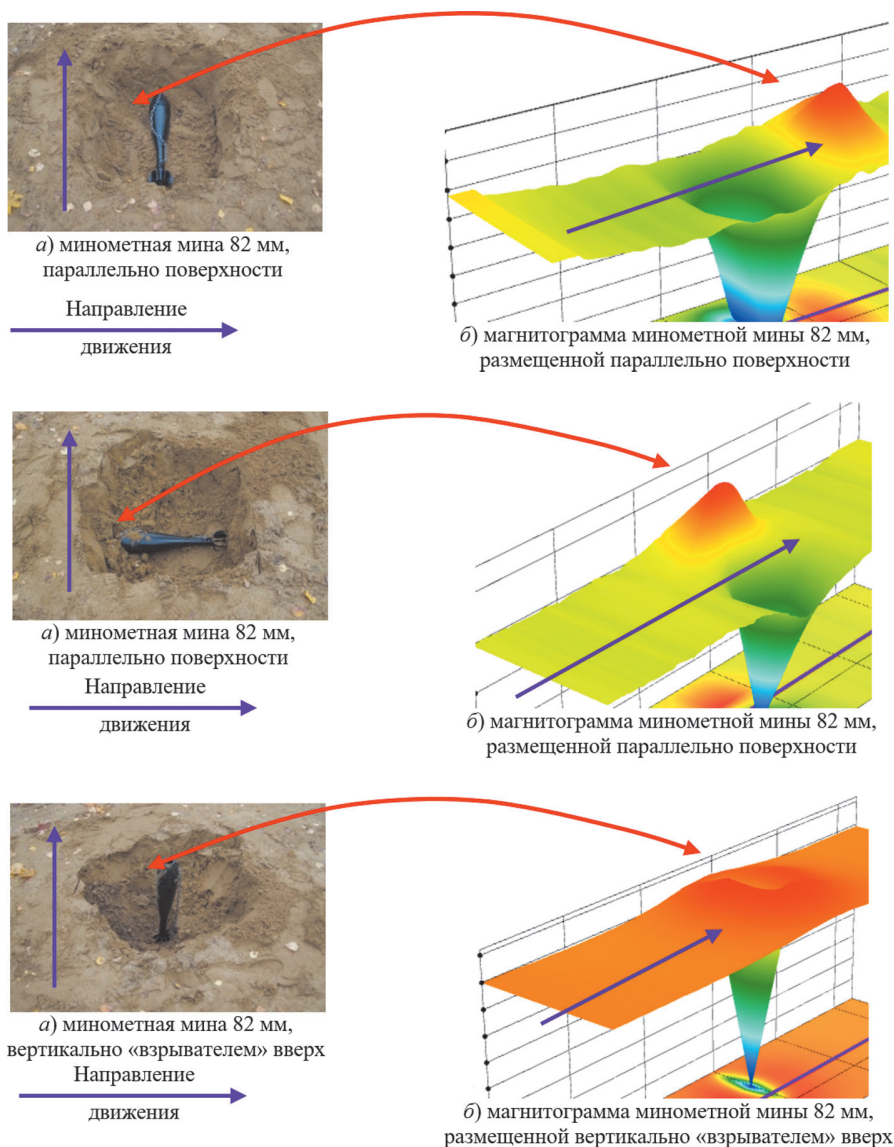 а) минометная мина 82 мм,
параллельно поверхности
Направление
движения
б) магнитограмма минометной мины 82 мм,
размещенной параллельно поверхности
а) минометная мина 82 мм,
параллельно поверхности
Направление
движения
б) магнитограмма минометной мины 82 мм,
размещенной параллельно поверхности
а) минометная мина 82 мм,
вертикально «взрывателем» вверх
Направление
движения
б) магнитограмма минометной мины 82 мм,
размещенной вертикально «взрывателем» вверх